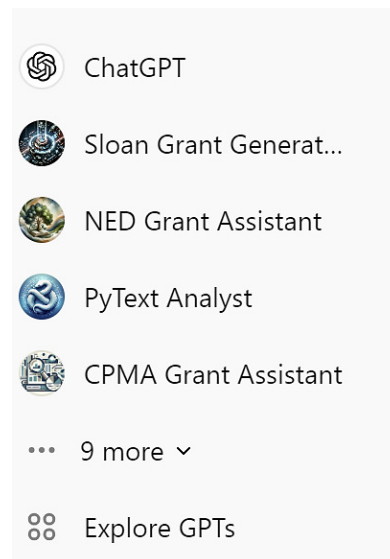 ChatGPT
Sloan Grant Generat...
NED Grant Assistant
PyText Analyst
CPMA Grant Assistant
9 more
Explore GPTs